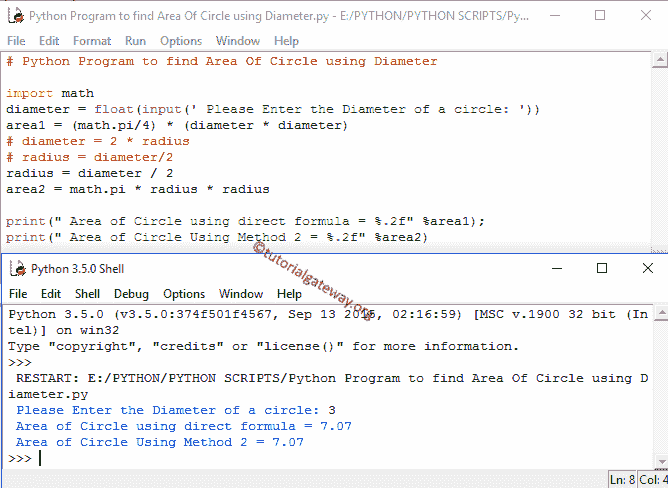 Python Program to find Area Of Circle using Diameter.py - E:/PYTHON/PYTHON SCRIPTS/Py...
File Edit Format Run Options Window Help
# Python Program to find Area Of Circle using Diameter
import math
diameter = float(input(' Please Enter the Diameter of a circle: '))
area1 = (math.pi/4) * (diameter * diameter)
# diameter = 2 * radius
# radius = diameter/2
radius = diameter / 2
area2 = math.pi * radius * radius
print(" Area of Circle using direct formula = %.2f" %area1);
print(" Area of Circle Using Method 2 = %.2f" %area2)
©tutorialgateway.org
Python 3.5.0 Shell
File Edit Shell Debug Options Window Help
Python 3.5.0 (v3.5.0:374f501f4567, Sep 13 2015, 02:16:59) [MSC v.1900 32 bit (In
tel)] on win32
Type "copyright", "credits" or "license()" for more information.
>>>
RESTART: E:/PYTHON/PYTHON SCRIPTS/Python Program to find Area Of Circle using D
iameter.py
Please Enter the Diameter of a circle: 3
Area of Circle using direct formula = 7.07
Area of Circle Using Method 2 = 7.07
>>>
Ln: 8 Col: 4